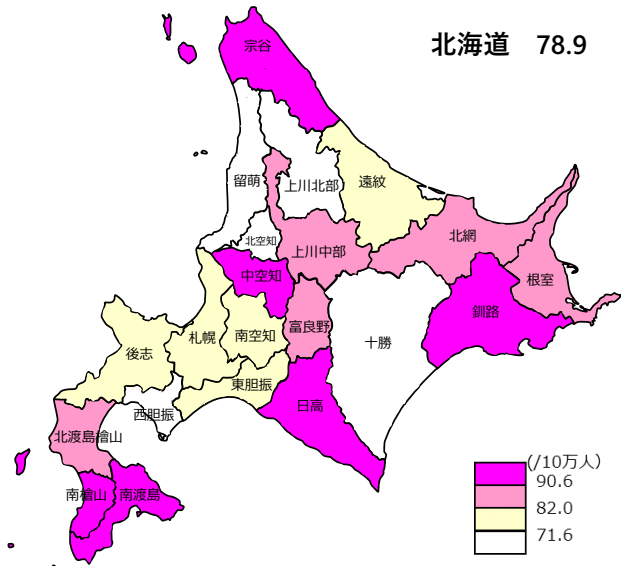 北海道　78.9
宗谷
留萌
上川北部
遠紋
北空知
上川中部
北網
中空知
根室
釧路
札幌
南空知
富良野
十勝
後志
東胆振
日高
西胆振
北渡島檜山
南檜山
南渡島
(/10万人)
90.6
82.0
71.6